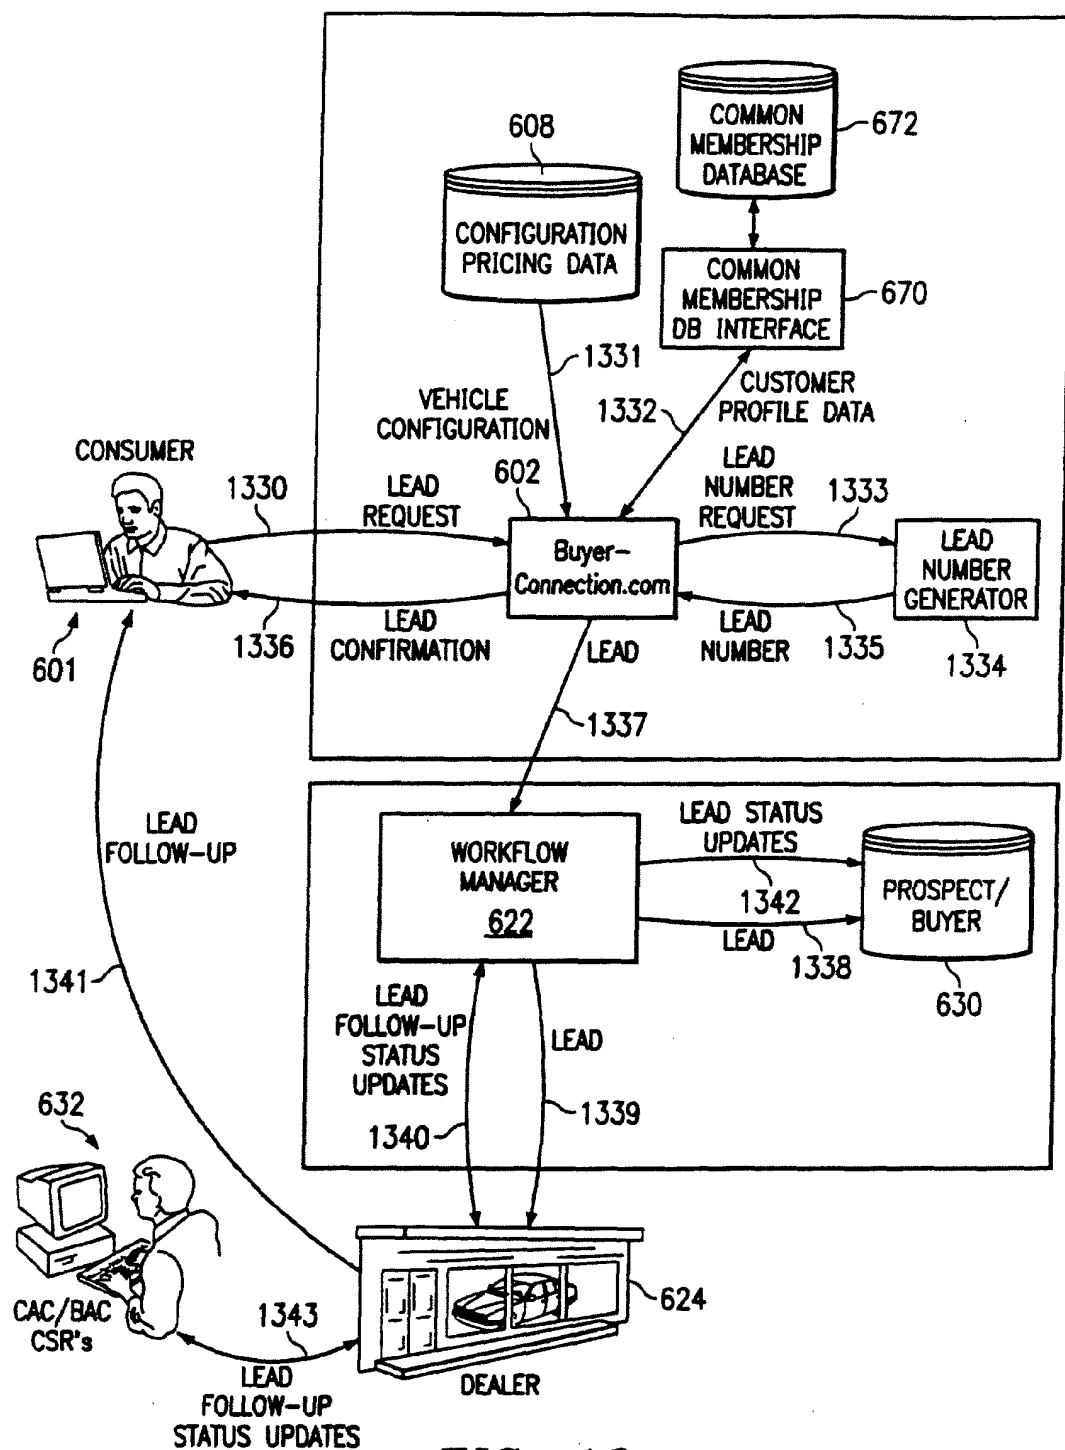 COMMON
MEMBERSHIP
DATABASE
672
608
CONFIGURATION
PRICING DATA
COMMON
MEMBERSHIP
DB INTERFACE
670
1331
1332
CUSTOMER
PROFILE DATA
VEHICLE
CONFIGURATION
CONSUMER
602
LEAD
NUMBER
REQUEST
1333
1330
LEAD
REQUEST
Buyer-
Connection.com
LEAD
NUMBER
GENERATOR
1336
LEAD
CONFIRMATION
LEAD
LEAD
NUMBER
1335
1334
601
1337
LEAD
FOLLOW-UP
WORKFLOW
MANAGER
622
LEAD STATUS
UPDATES
1342
LEAD
1338
PROSPECT/
BUYER
630
1341
LEAD
FOLLOW-UP
STATUS
UPDATES
LEAD
1340
1339
632
CAC/BAC
CSR's
1343
LEAD
FOLLOW-UP
STATUS UPDATES
624
DEALER